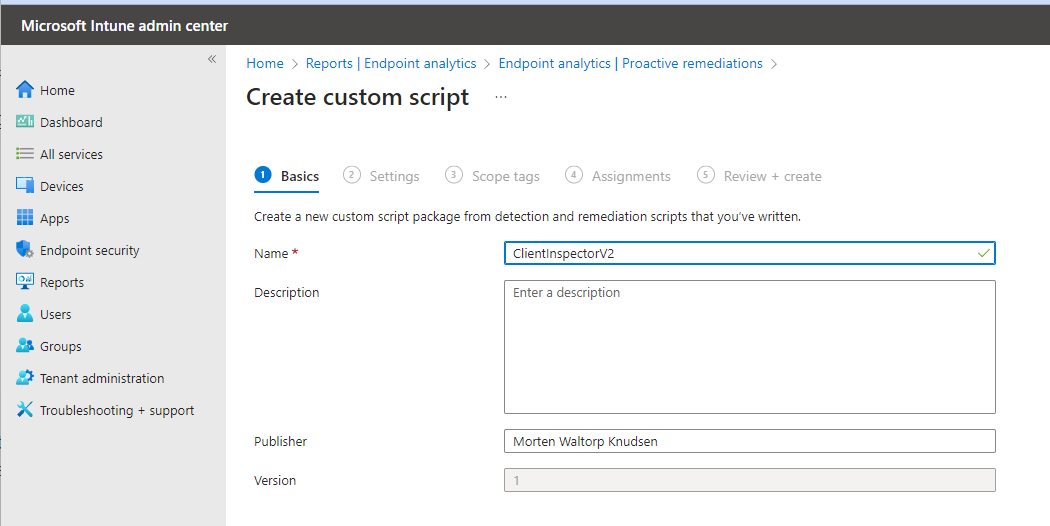 Microsoft Intune admin center
«
Home > Reports | Endpoint analytics > Endpoint analytics | Proactive remediations >
Create custom script ...
Home
Dashboard
All services
Devices
Apps
Endpoint security
Reports
Users
Groups
Tenant administration
Troubleshooting + support
1 Basics 2 Settings 3 Scope tags 4 Assignments 5 Review + create
Create a new custom script package from detection and remediation scripts that you've written.
Name * ClientInspectorV2
Description Enter a description
Publisher Morten Waltorp Knudsen
Version 1